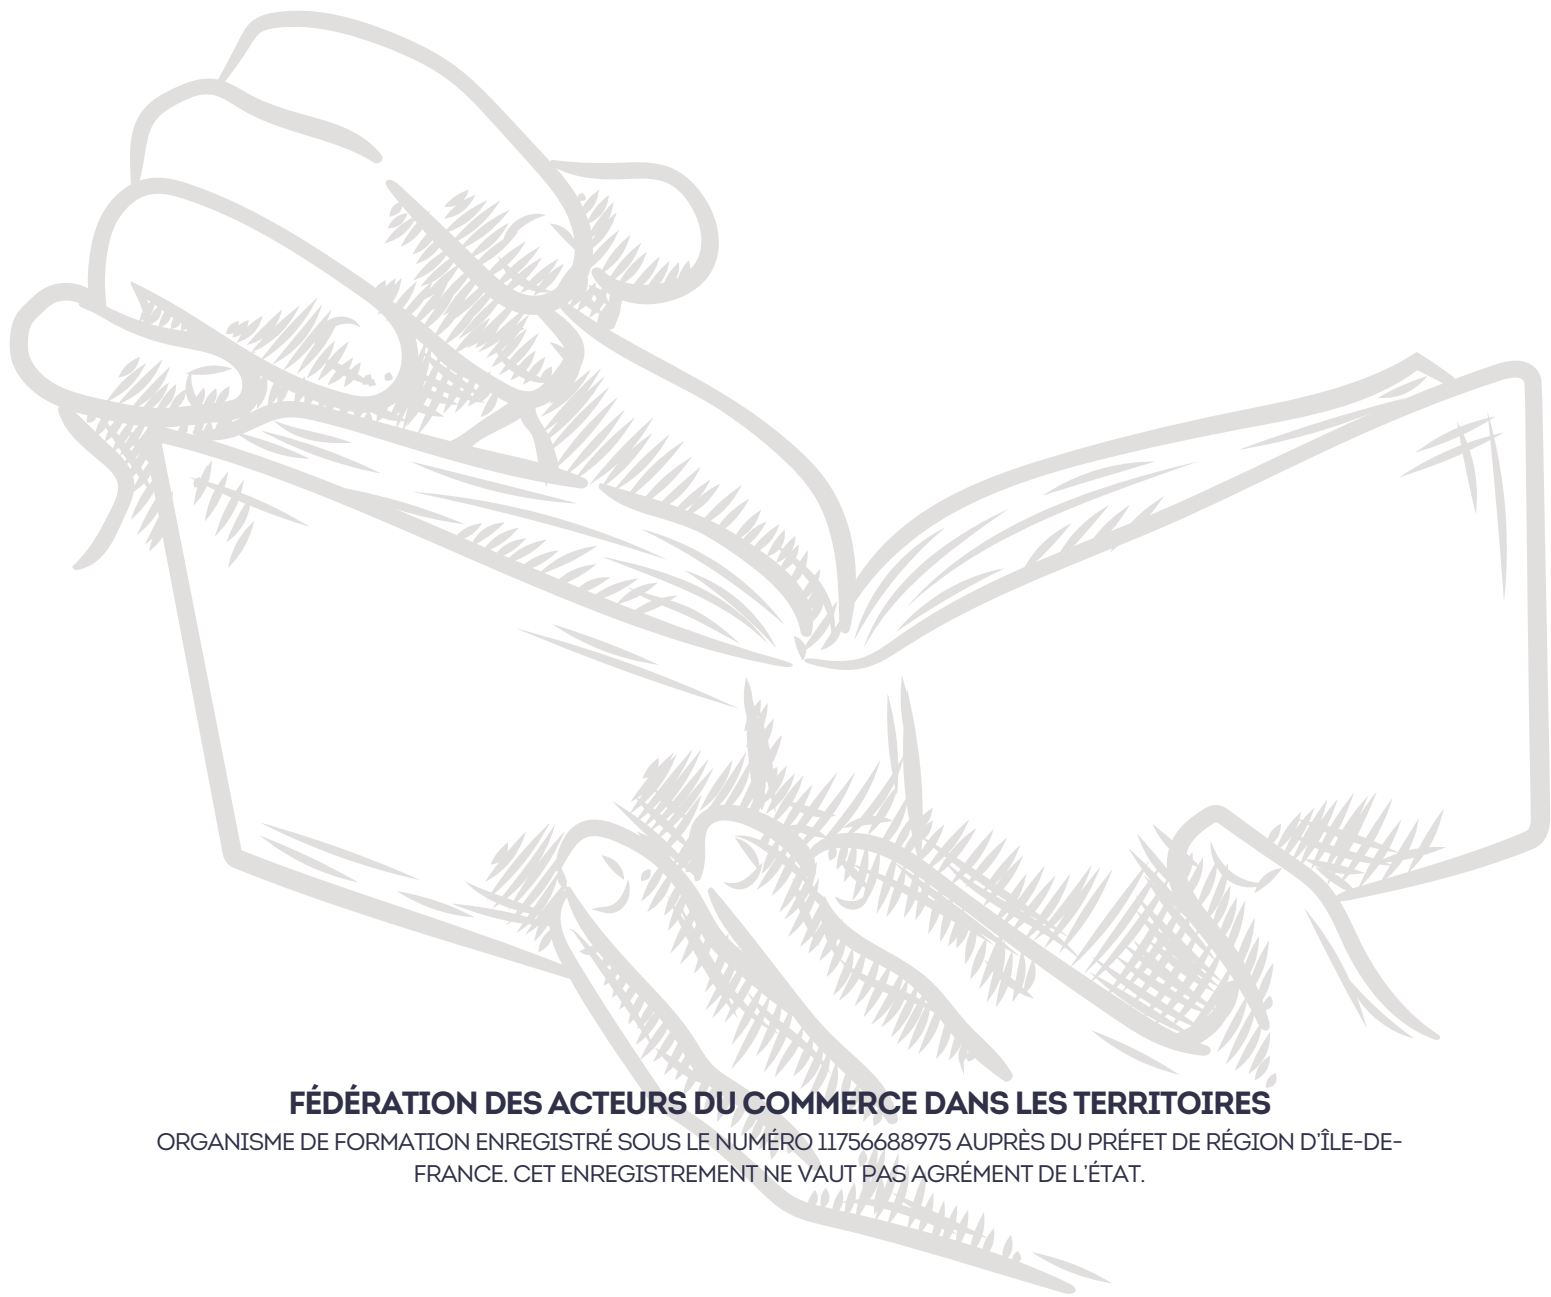 FÉDÉRATION DES ACTEURS DU COMMERCE DANS LES TERRITOIRES
ORGANISME DE FORMATION ENREGISTRÉ SOUS LE NUMÉRO 11756688975 AUPRÈS DU PRÉFET DE RÉGION D’ÎLE-DE-
FRANCE. CET ENREGISTREMENT NE VAUT PAS AGRÉMENT DE L’ÉTAT.